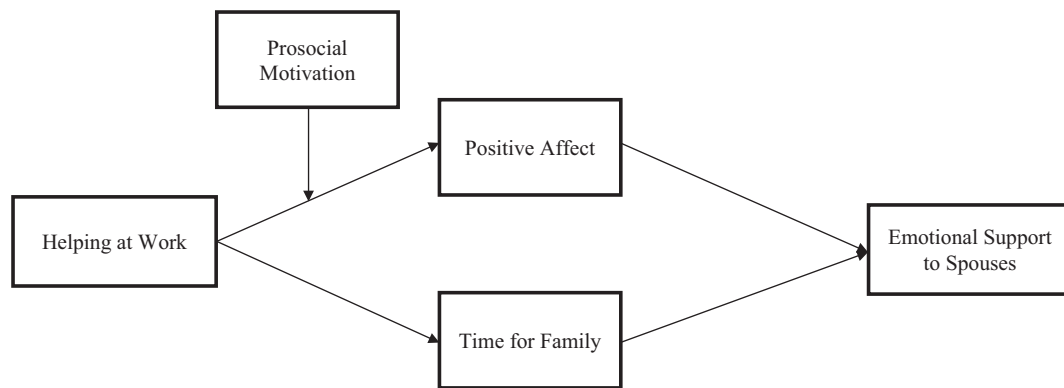 Prosocial
Motivation
Positive Affect
Helping at Work
Emotional Support
to Spouses
Time for Family